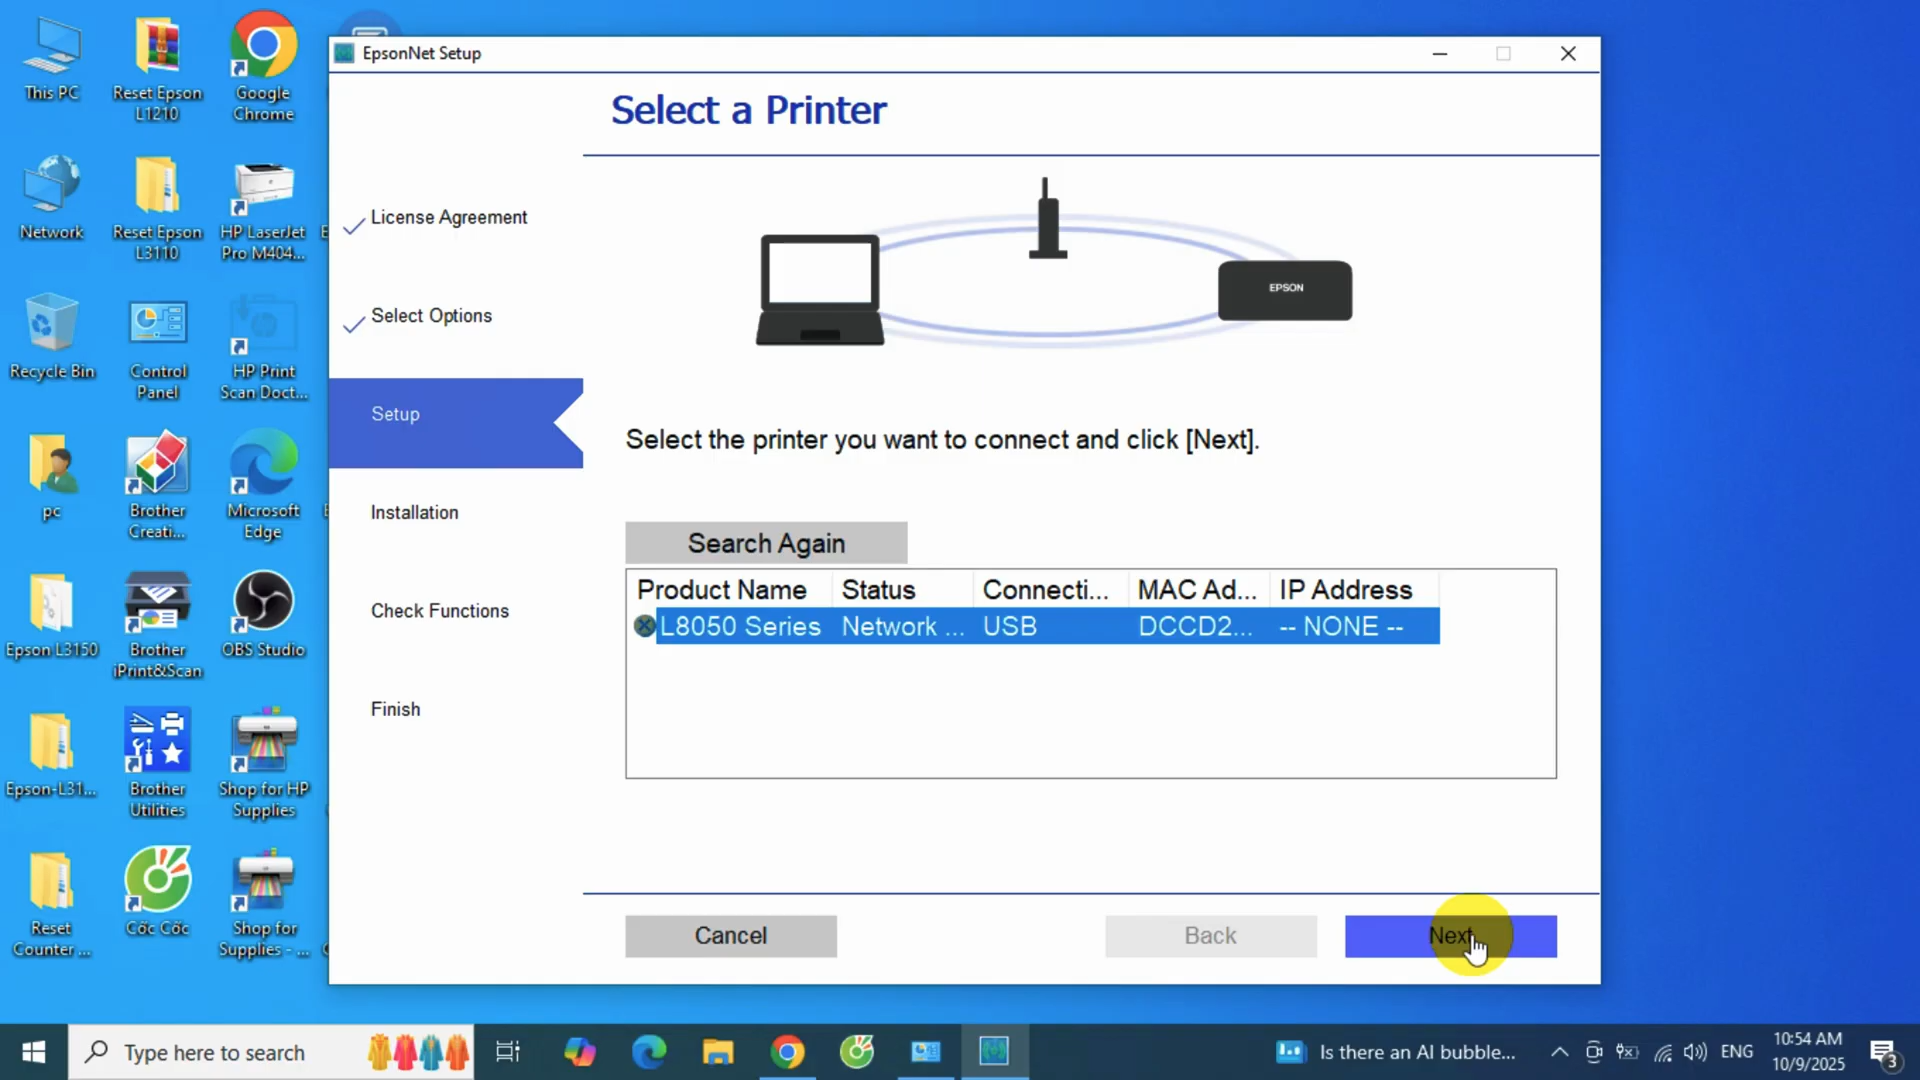 This PC
Reset Epson
L1210
Google
Chrome
Network
Reset Epson
L3110
HP LaserJet
Pro M404...
Recycle Bin
Control
Panel
HP Print
Scan Doct...
pc
Brother
Creati...
Microsoft
Edge
Epson L3150
Brother
iPrint&Scan
OBS Studio
Epson-L31...
Brother
Utilities
Shop for HP
Supplies
Reset
Counter ...
Cốc Cốc
Shop for
Supplies - ...
EpsonNet Setup
Select a Printer
License Agreement
Select Options
Setup
Installation
Check Functions
Finish
EPSON
Select the printer you want to connect and click [Next].
Search Again
Product Name Status Connecti... MAC Ad... IP Address
L8050 Series Network ... USB DCCD2... -- NONE --
Cancel
Back
Next
Type here to search
Is there an AI bubble...
ENG
10:54 AM
10/9/2025
3